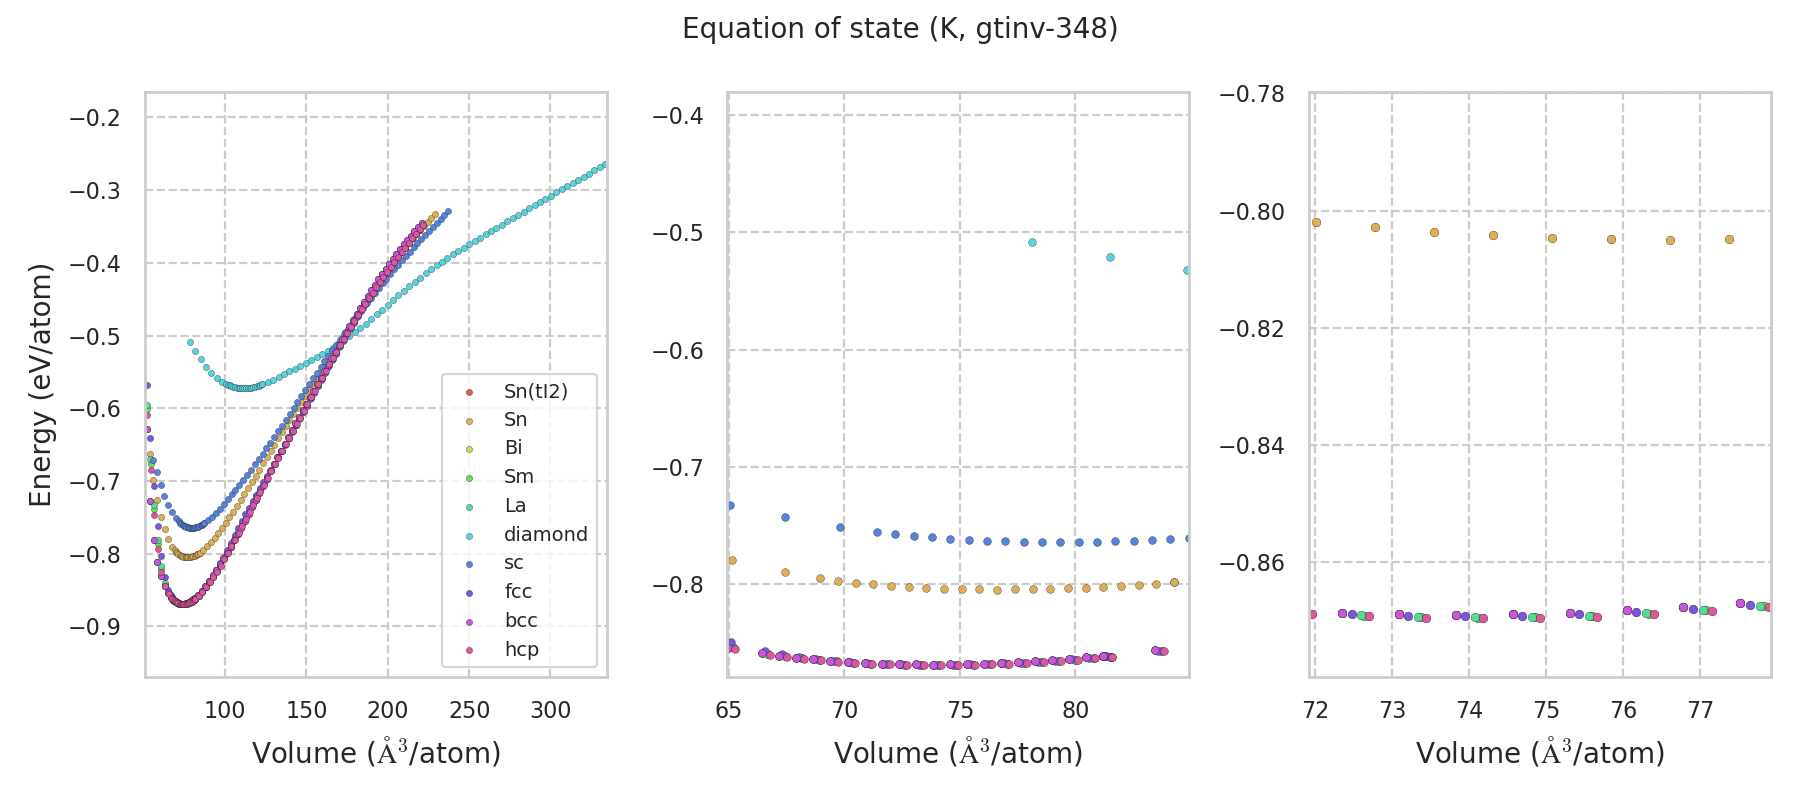 Equation of state (K, gtinv-348)
Energy (eV/atom)
−0.2
−0.3
−0.4
−0.5
−0.6
−0.7
−0.8
−0.9
100 150 200 250 300
Volume (Å³/atom)
Sn(tI2)
Sn
Bi
Sm
La
diamond
sc
fcc
bcc
hcp
−0.4
−0.5
−0.6
−0.7
−0.8
65 70 75 80
Volume (Å³/atom)
−0.78
−0.80
−0.82
−0.84
−0.86
72 73 74 75 76 77
Volume (Å³/atom)